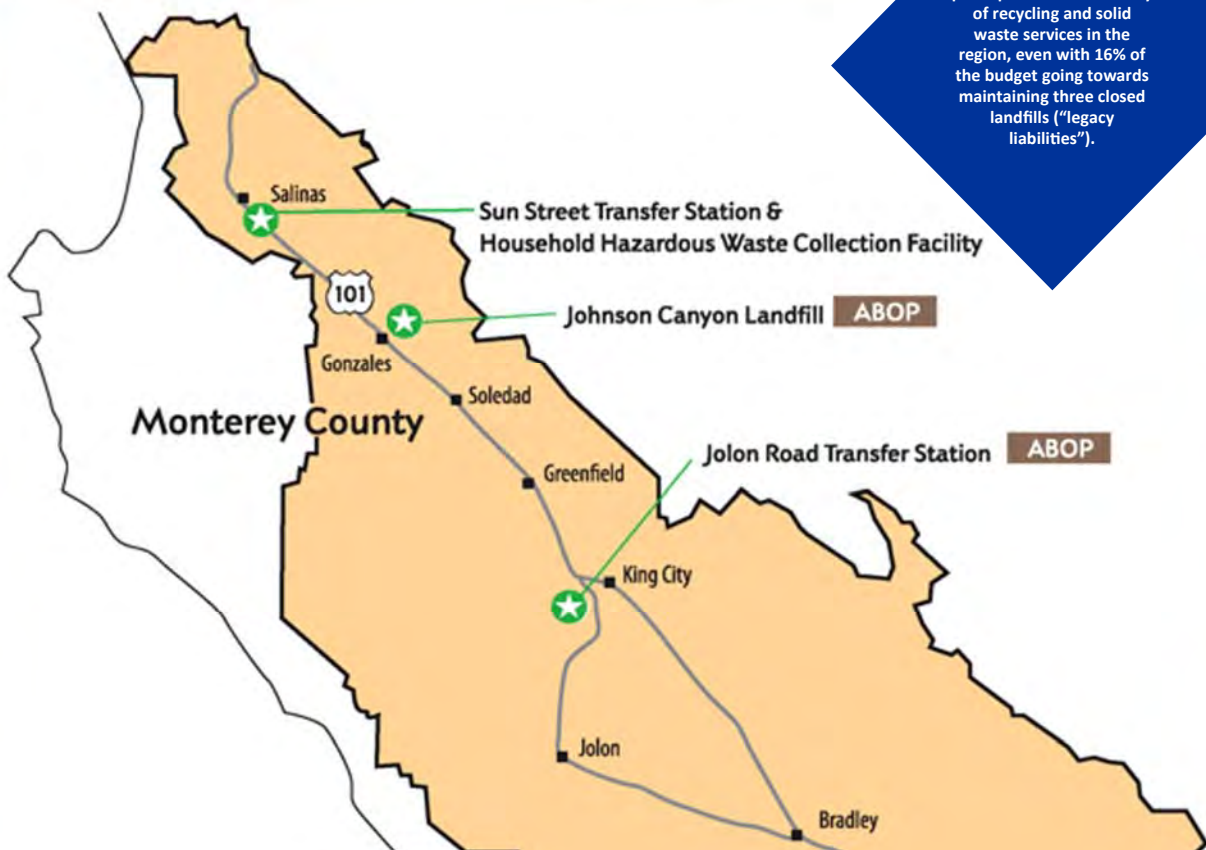 of recycling and solid
waste services in the
region, even with 16% of
the budget going towards
maintaining three closed
landfills (“legacy
liabilities”).
Salinas
Sun Street Transfer Station &
Household Hazardous Waste Collection Facility
101
Johnson Canyon Landfill ABOP
Gonzales
Soledad
Monterey County
Jolon Road Transfer Station ABOP
Greenfield
King City
Jolon
Bradley